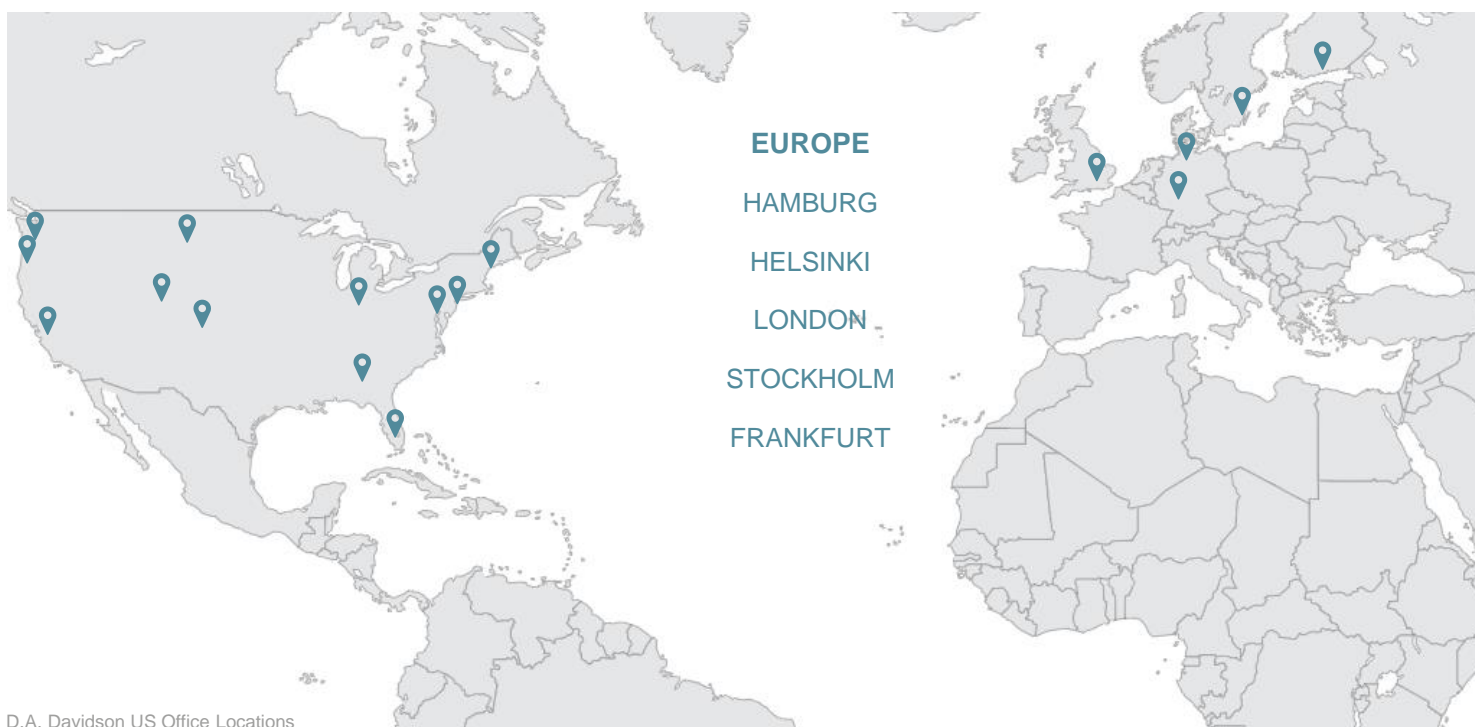 EUROPE
HAMBURG
HELSINKI
LONDON
STOCKHOLM
FRANKFURT
D.A. Davidson US Office Locations